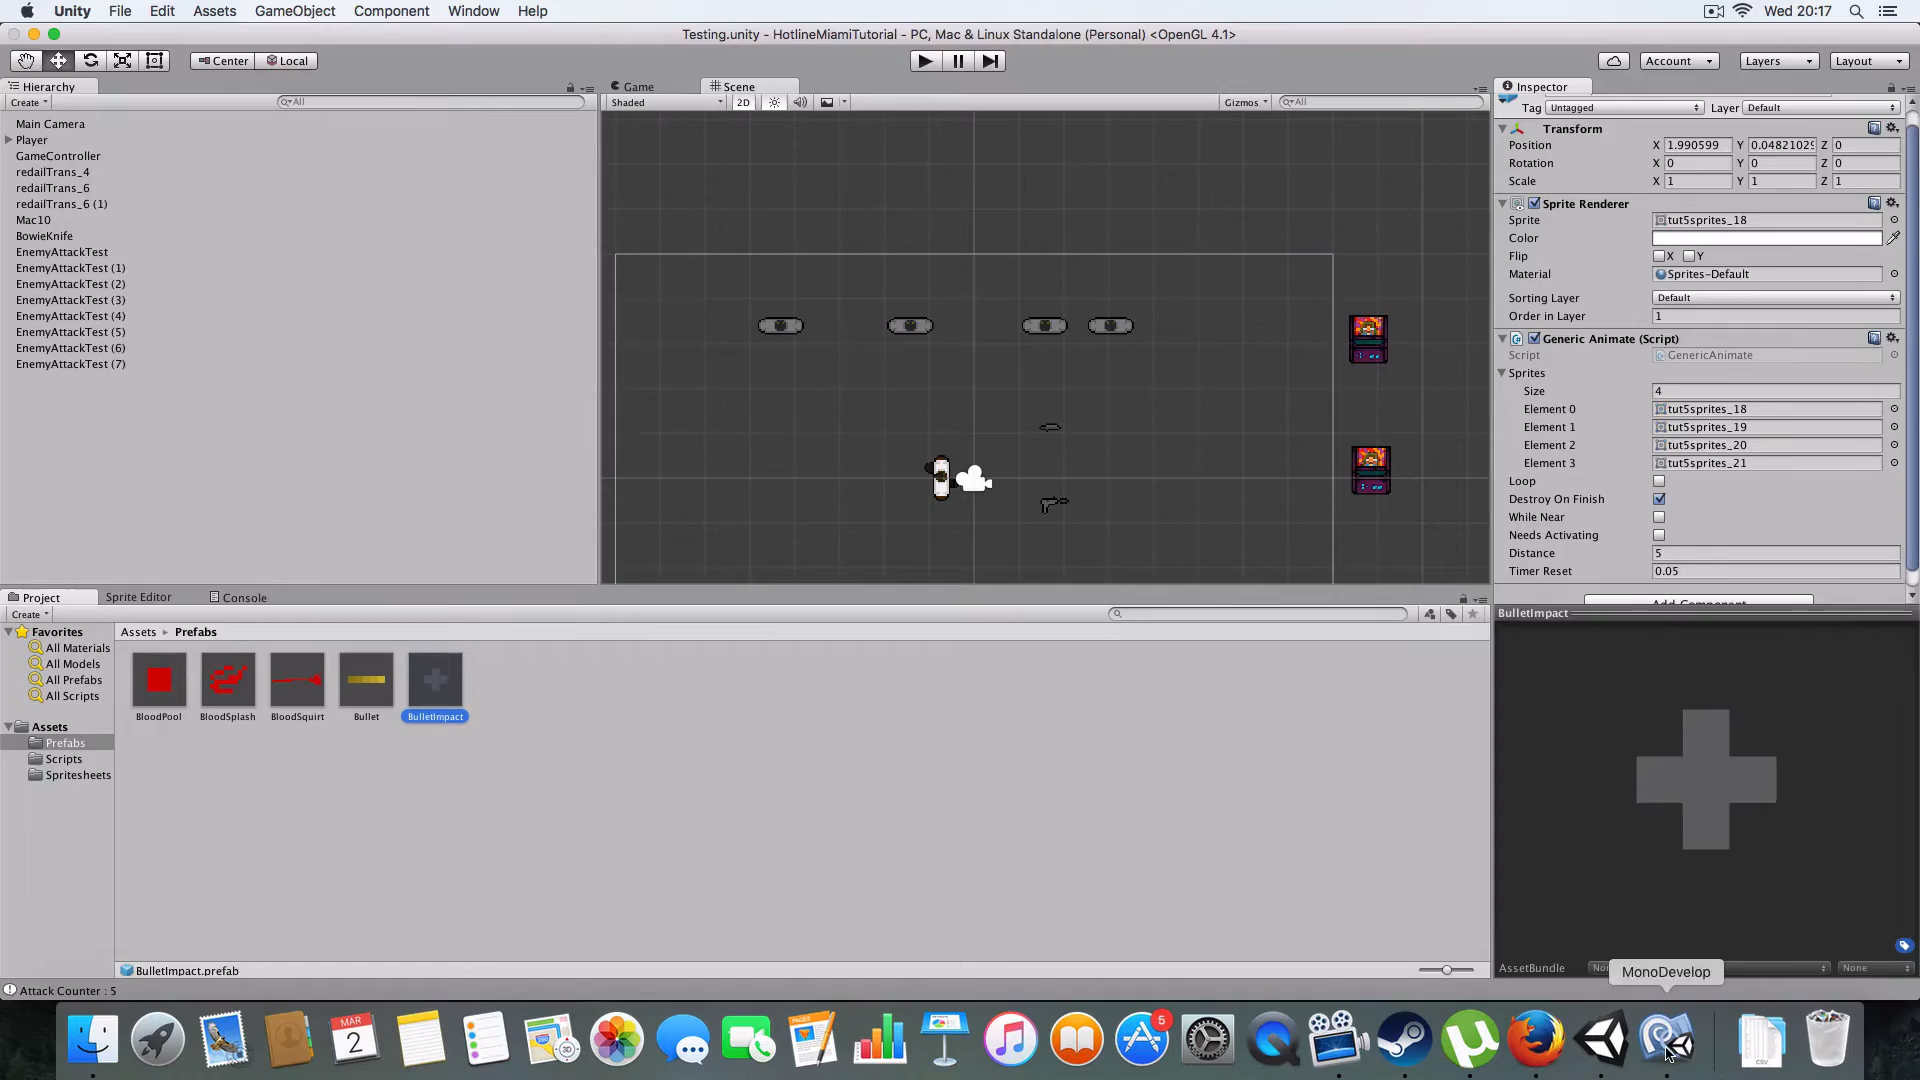 Unity File Edit Assets GameObject Component Window Help Wed 20:17
Testing.unity - HotlineMiamiTutorial - PC, Mac & Linux Standalone (Personal) <OpenGL 4.1>
Center Local Account Layers Layout
Hierarchy
Create All
Main Camera
Player
GameController
redailTrans_4
redailTrans_6
redailTrans_6 (1)
Mac10
BowieKnife
EnemyAttackTest
EnemyAttackTest (1)
EnemyAttackTest (2)
EnemyAttackTest (3)
EnemyAttackTest (4)
EnemyAttackTest (5)
EnemyAttackTest (6)
EnemyAttackTest (7)
Game Scene
Shaded 2D Gizmos All
Inspector
Tag Untagged Layer Default
Transform
Position X 1.990599 Y 0.04821029 Z 0
Rotation X 0 Y 0 Z 0
Scale X 1 Y 1 Z 1
Sprite Renderer
Sprite tut5sprites_18
Color
Flip X Y
Material Sprites-Default
Sorting Layer Default
Order in Layer 1
Generic Animate (Script)
Script GenericAnimate
Sprites
Size 4
Element 0 tut5sprites_18
Element 1 tut5sprites_19
Element 2 tut5sprites_20
Element 3 tut5sprites_21
Loop
Destroy On Finish
While Near
Needs Activating
Distance 5
Timer Reset 0.05
Add Component
BulletImpact
AssetBundle None
MonoDevelop
Project Sprite Editor Console
Create
Favorites
All Materials
All Models
All Prefabs
All Scripts
Assets
Prefabs
Scripts
Spritesheets
Assets Prefabs
BloodPool BloodSplash BloodSquirt Bullet BulletImpact
BulletImpact.prefab
Attack Counter : 5
MAR
2
PAGES
5
CSV